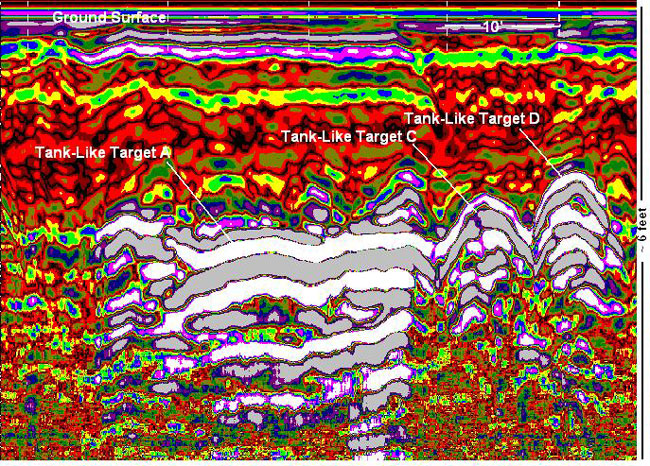 Ground Surface
10'
Tank-Like Target D
Tank-Like Target C
Tank-Like Target A
~ 6 feet